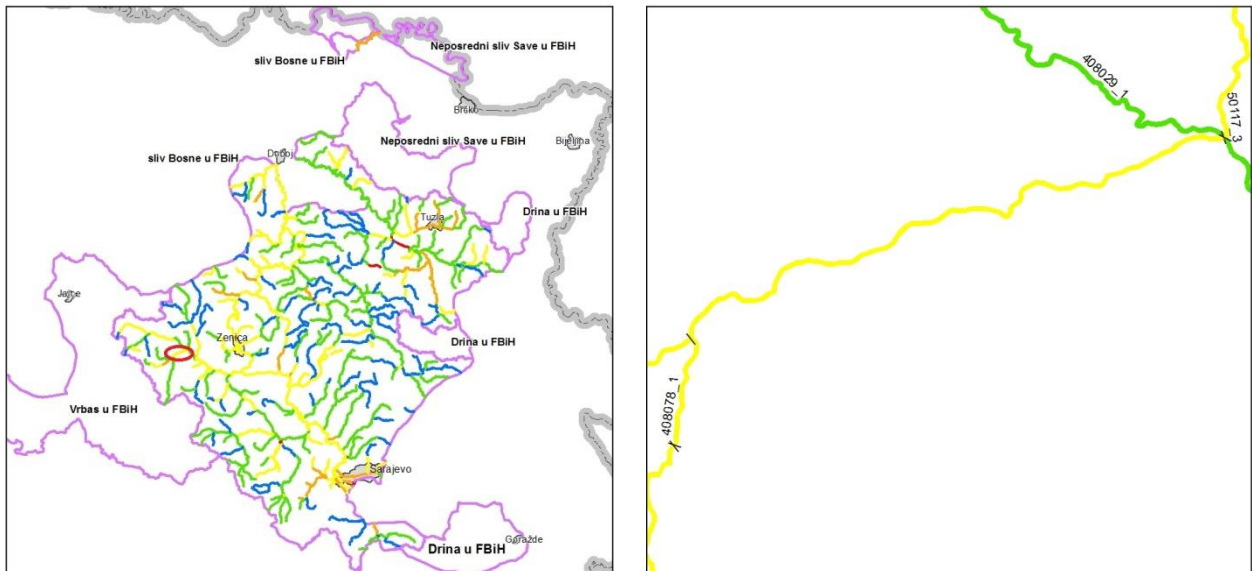 Neposredni sliv Save u FBiH
sliv Bosne u FBiH
Brčko
Neposredni sliv Save u FBiH
Bijeljina
Doboj
sliv Bosne u FBiH
Drina u FBiH
Tuzla
Jajce
Zenica
Drina u FBiH
Vrbas u FBiH
Sarajevo
Goražde
Drina u FBiH
408029_1
50117_3
408078_1